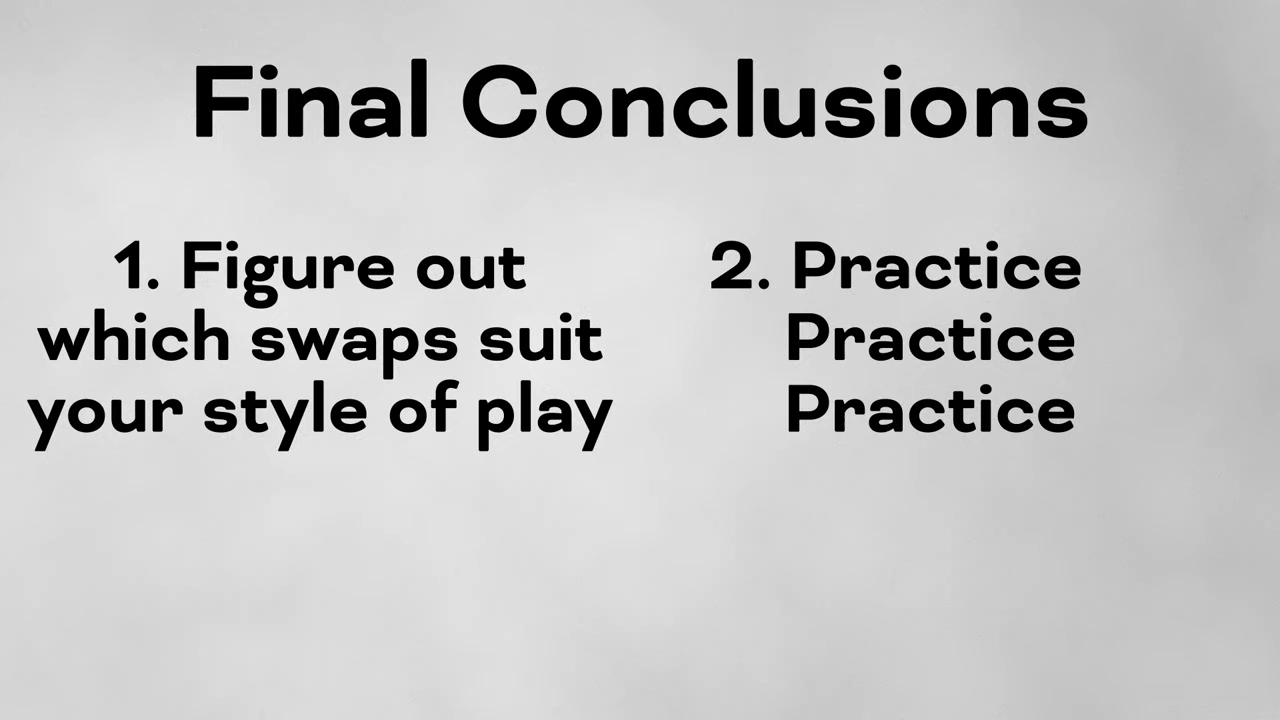 Final Conclusions
1. Figure out
which swaps suit
your style of play
2. Practice
Practice
Practice